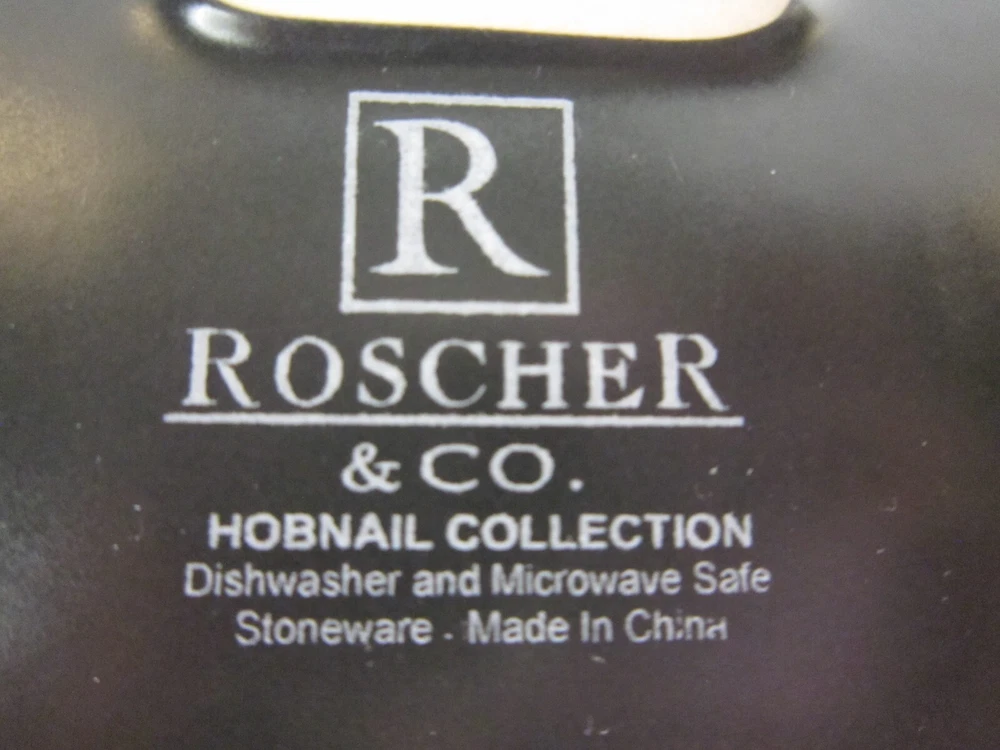 R
ROSCHER
& CO.
HOBNAIL COLLECTION
Dishwasher and Microwave Safe
Stoneware - Made In China